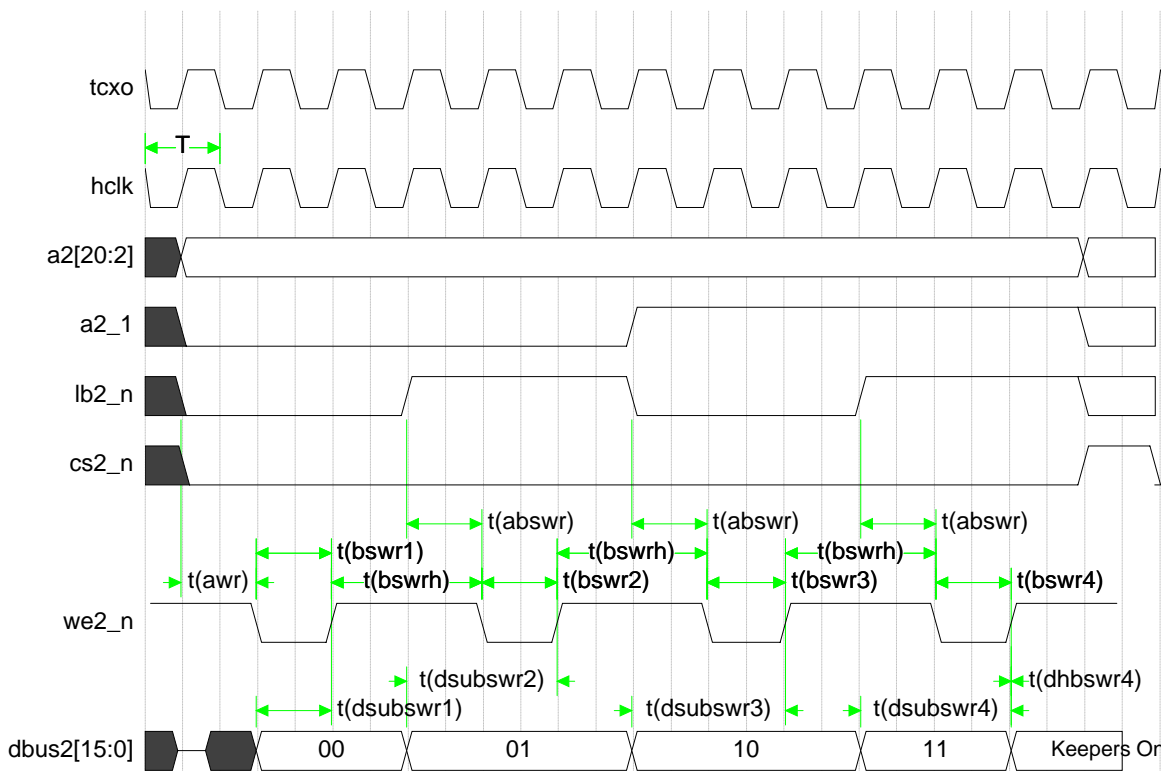 tcxo
T
hclk
a2[20:2]
a2_1
lb2_n
cs2_n
t(abswr) t(abswr) t(abswr)
t(bswr1) t(bswrh) t(bswrh)
t(awr) t(bswrh) t(bswr2) t(bswr3) t(bswr4)
we2_n
t(dsubswr2) t(dhbswr4)
t(dsubswr1) t(dsubswr3) t(dsubswr4)
dbus2[15:0] 00 01 10 11 Keepers On